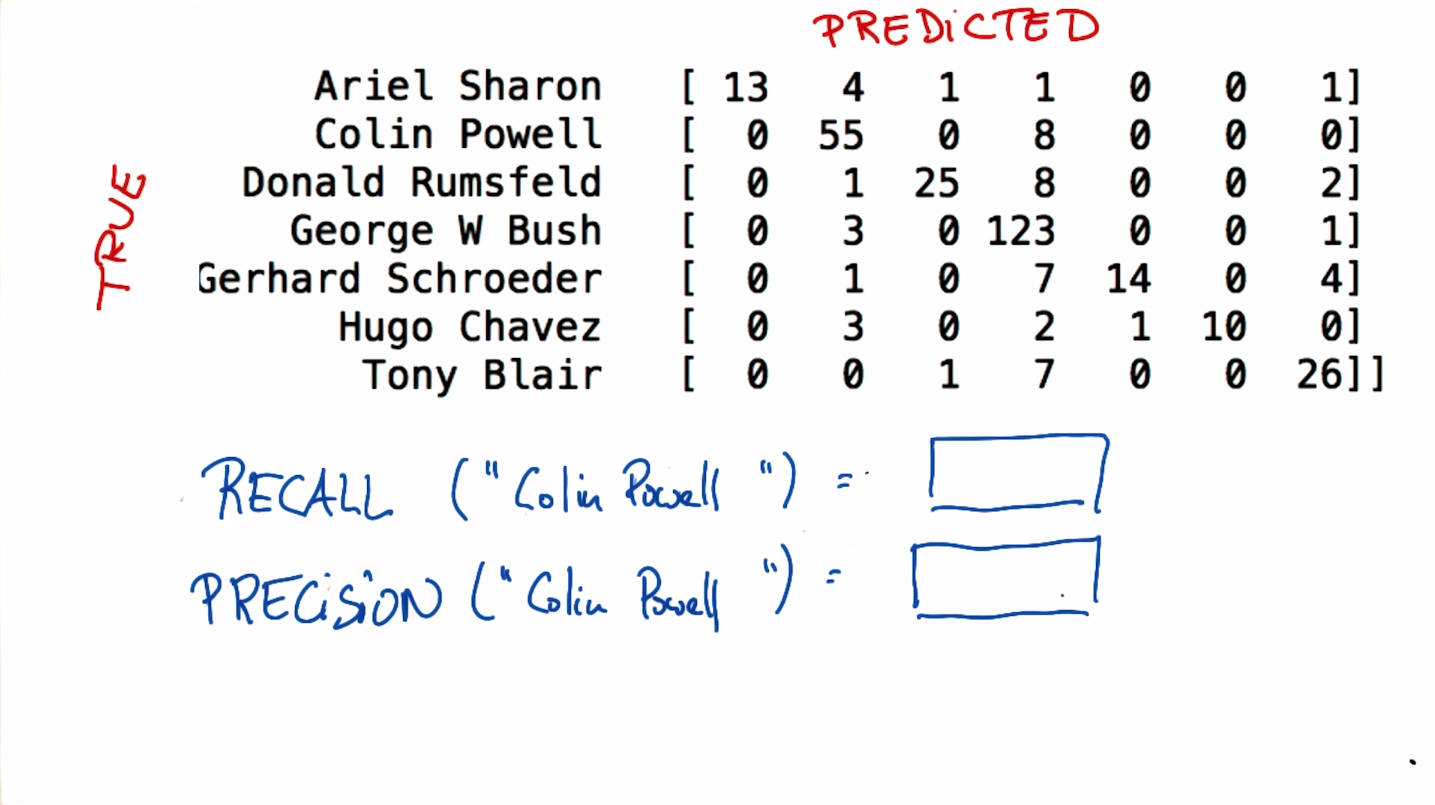 PREDiCTED
TRUE
Ariel Sharon [ 13 4 1 1 0 0 1]
Colin Powell [ 0 55 0 8 0 0 0]
Donald Rumsfeld [ 0 1 25 8 0 0 2]
George W Bush [ 0 3 0 123 0 0 1]
Gerhard Schroeder [ 0 1 0 7 14 0 4]
Hugo Chavez [ 0 3 0 2 1 10 0]
Tony Blair [ 0 0 1 7 0 0 26]]
RECALL ("Colin Powell") =
PRECiSiON ("Colin Powell") =